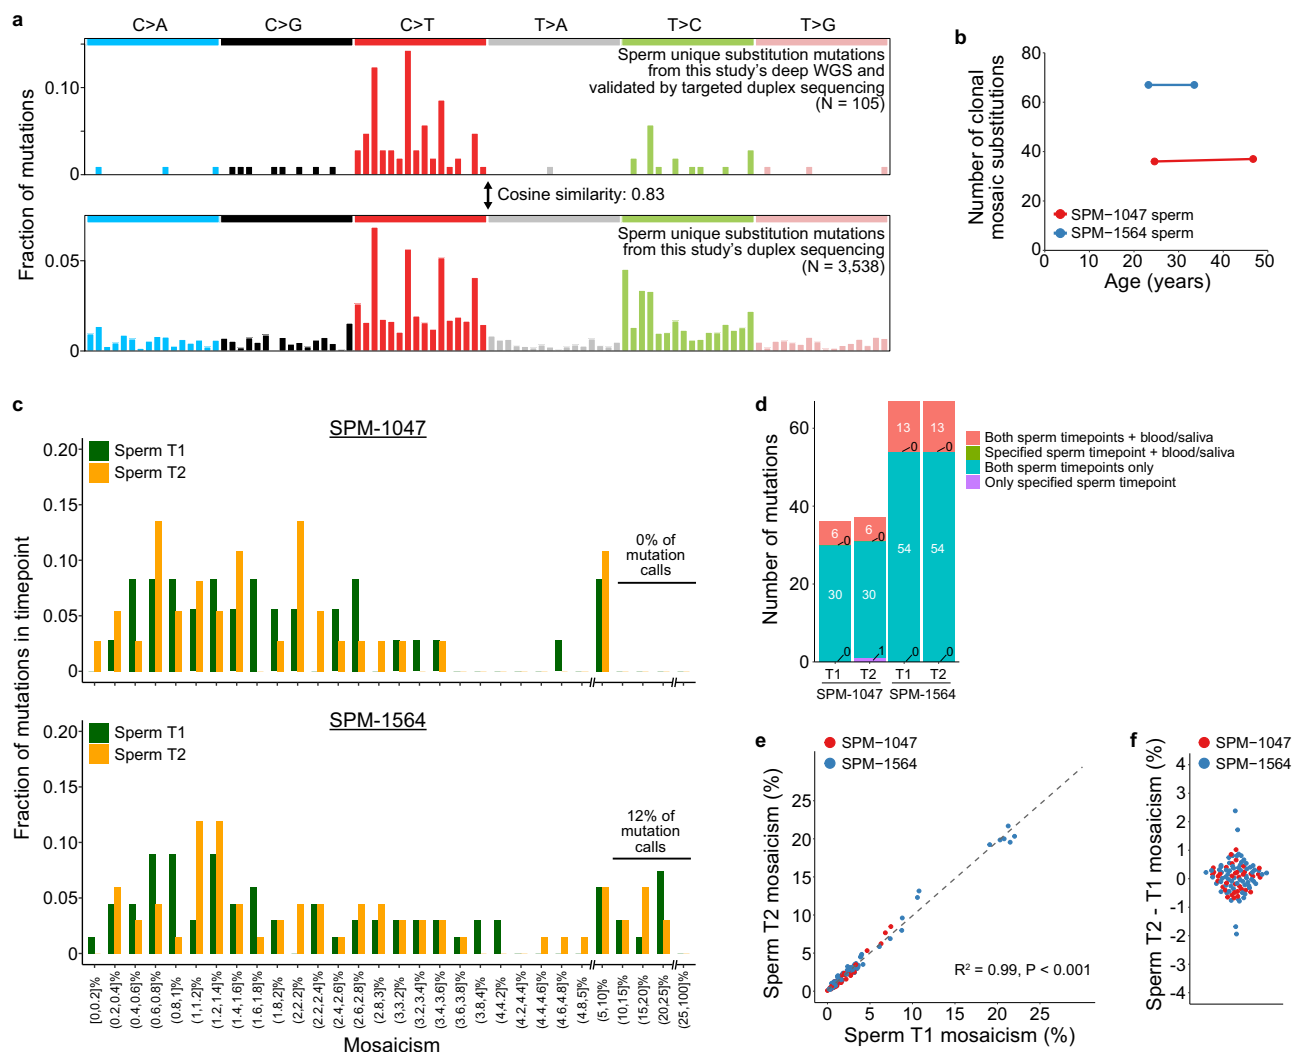 a
C>A C>G C>T T>A T>C T>G
Fraction of mutations
0.10
0
Sperm unique substitution mutations
from this study's deep WGS and
validated by targeted duplex sequencing
(N = 105)
Cosine similarity: 0.83
0.05
0
Sperm unique substitution mutations
from this study's duplex sequencing
(N = 3,538)
b
Number of clonal
mosaic substitutions
80
60
40
20
0
SPM−1047 sperm
SPM−1564 sperm
0 10 20 30 40 50
Age (years)
c
SPM-1047
Fraction of mutations in timepoint
Sperm T1
Sperm T2
0.20
0.15
0.10
0.05
0
0% of
mutation
calls
SPM-1564
Sperm T1
Sperm T2
0.20
0.15
0.10
0.05
0
12% of
mutation
calls
[0,0.2]%
(0.2,0.4]%
(0.4,0.6]%
(0.6,0.8]%
(0.8,1]%
(1,1.2]%
(1.2,1.4]%
(1.4,1.6]%
(1.6,1.8]%
(1.8,2]%
(2,2.2]%
(2.2,2.4]%
(2.4,2.6]%
(2.6,2.8]%
(2.8,3]%
(3,3.2]%
(3.2,3.4]%
(3.4,3.6]%
(3.6,3.8]%
(3.8,4]%
(4,4.2]%
(4.2,4.4]%
(4.4,4.6]%
(4.6,4.8]%
(4.8,5]%
(5,10]%
(10,15]%
(15,20]%
(20,25]%
(25,100]%
Mosaicism
d
Number of mutations
60
40
20
0
6 0 30 0
6 0 30 1
13 0 54 0
13 0 54 0
T1 T2 T1 T2
SPM-1047 SPM-1564
Both sperm timepoints + blood/saliva
Specified sperm timepoint + blood/saliva
Both sperm timepoints only
Only specified sperm timepoint
e
SPM−1047
SPM−1564
Sperm T2 mosaicism (%)
25
20
15
10
5
0
R² = 0.99, P < 0.001
0 5 10 15 20 25
Sperm T1 mosaicism (%)
f
SPM−1047
SPM−1564
Sperm T2 - T1 mosaicism (%)
4
3
2
1
0
-1
-2
-3
-4